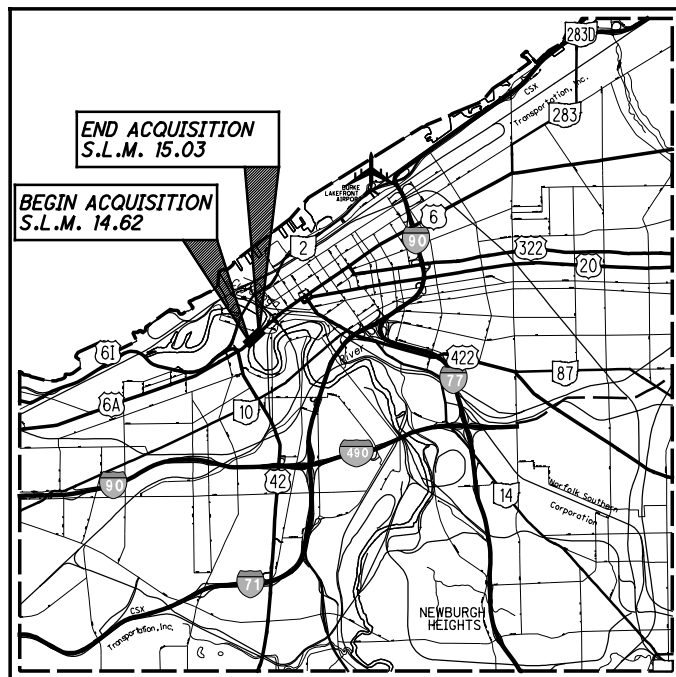 283D
CSX
Transportation, Inc.
283
END ACQUISITION
S.L.M. 15.03
BURKE
LAKEFRONT
AIRPORT
BEGIN ACQUISITION
S.L.M. 14.62
6
2
90
322
20
River
6I
422
87
77
6A
10
490
42
90
14
Norfolk Southern
Corporation
71
CSX
Transportation, Inc.
NEWBURGH
HEIGHTS